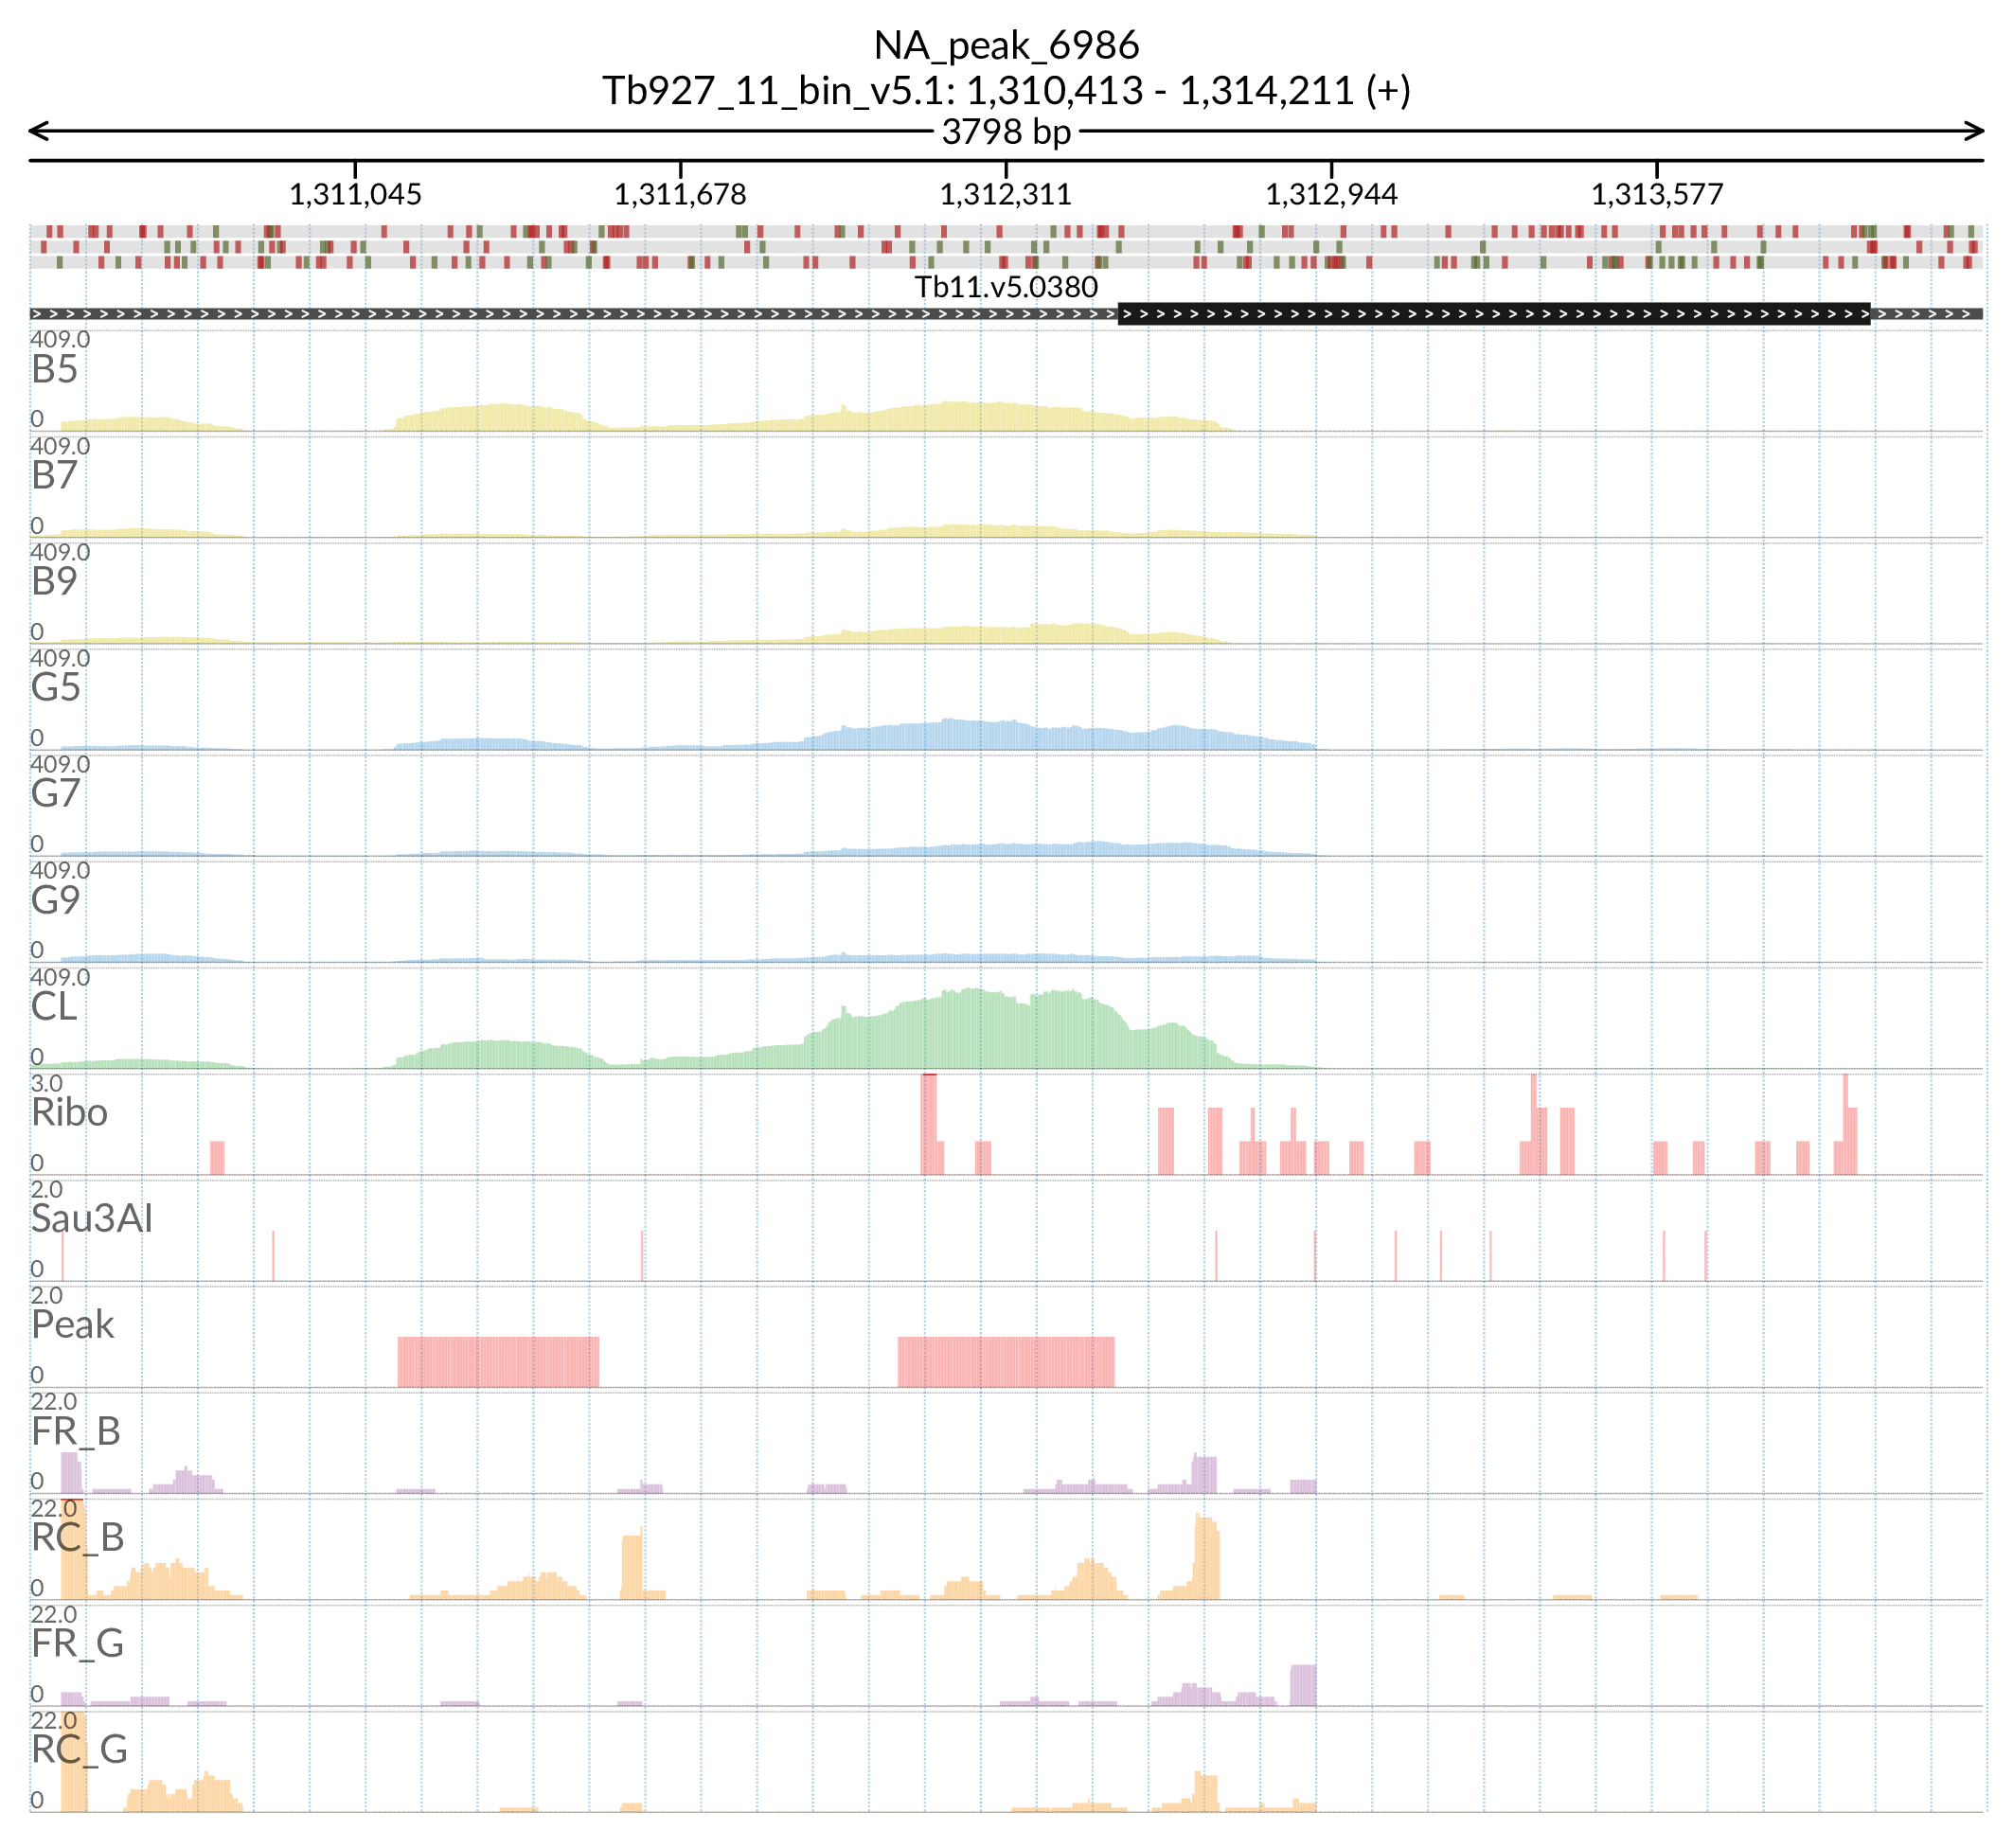 NA_peak_6986
Tb927_11_bin_v5.1: 1,310,413 - 1,314,211 (+)
3798 bp
1,311,045 1,311,678 1,312,311 1,312,944 1,313,577
Tb11.v5.0380
409.0
B5
0
409.0
B7
0
409.0
B9
0
409.0
G5
0
409.0
G7
0
409.0
G9
0
409.0
CL
0
3.0
Ribo
0
2.0
Sau3AI
0
2.0
Peak
0
22.0
FR_B
0
22.0
RC_B
0
22.0
FR_G
0
22.0
RC_G
0